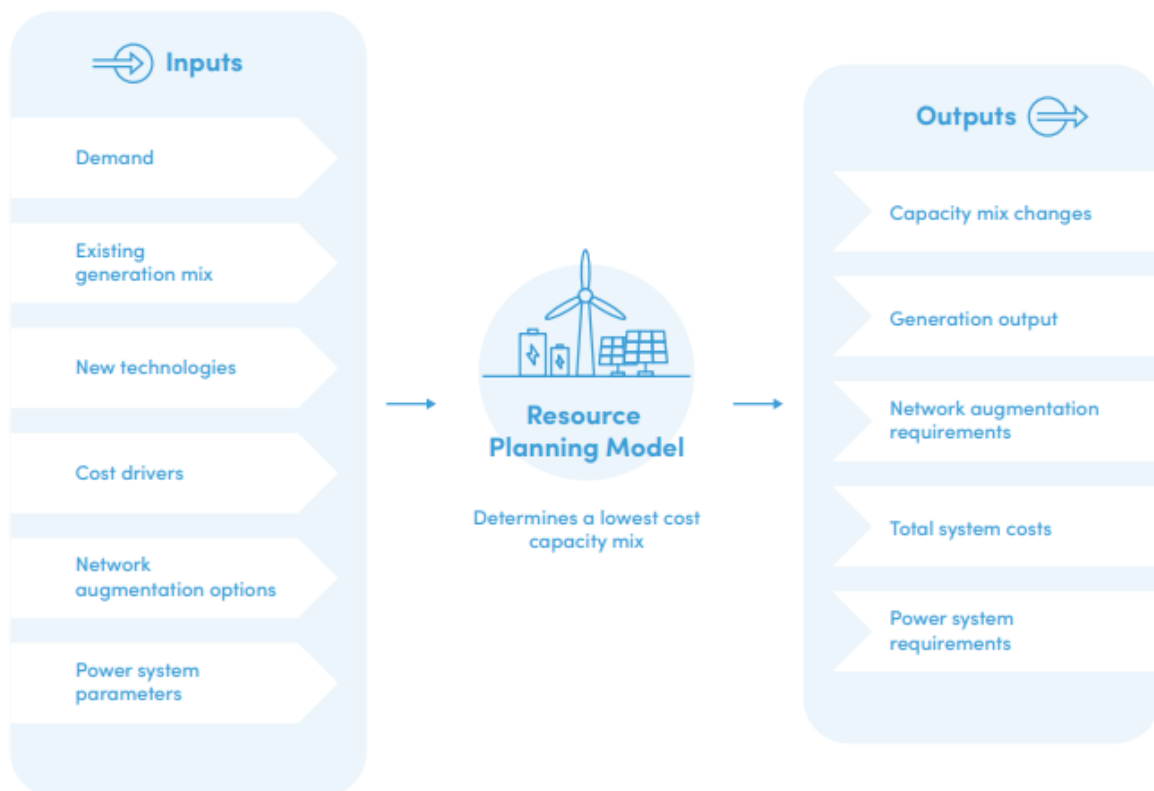 Inputs
Demand
Existing
generation mix
New technologies
Cost drivers
Network
augmentation options
Power system
parameters
Resource
Planning Model
Determines a lowest cost
capacity mix
Outputs
Capacity mix changes
Generation output
Network augmentation
requirements
Total system costs
Power system
requirements